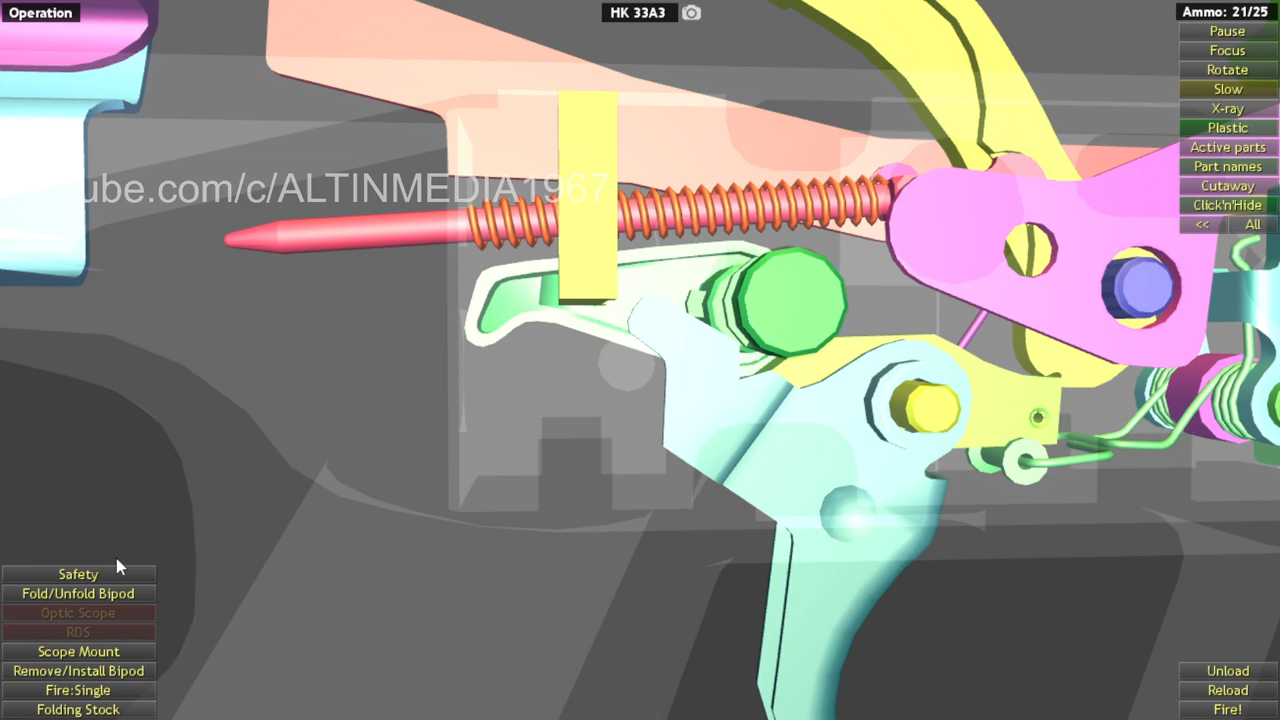 Operation
HK 33A3
Ammo: 21/25
Pause
Focus
Rotate
Slow
X-ray
Plastic
Active parts
Part names
Cutaway
Click'n'Hide
<< All
ube.com/c/ALTINMEDIA1967
Safety
Fold/Unfold Bipod
Optic Scope
RDS
Scope Mount
Remove/Install Bipod
Fire:Single
Folding Stock
Unload
Reload
Fire!